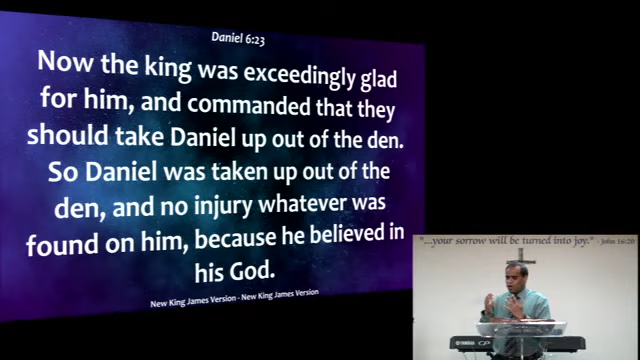 Daniel 6:23
Now the king was exceedingly glad
for him, and commanded that they
should take Daniel up out of the den.
So Daniel was taken up out of the
den, and no injury whatever was
found on him, because he believed in
his God.
New King James Version - New King James Version
"...your sorrow will be turned into joy." - John 16:20
YAMAHA
CP